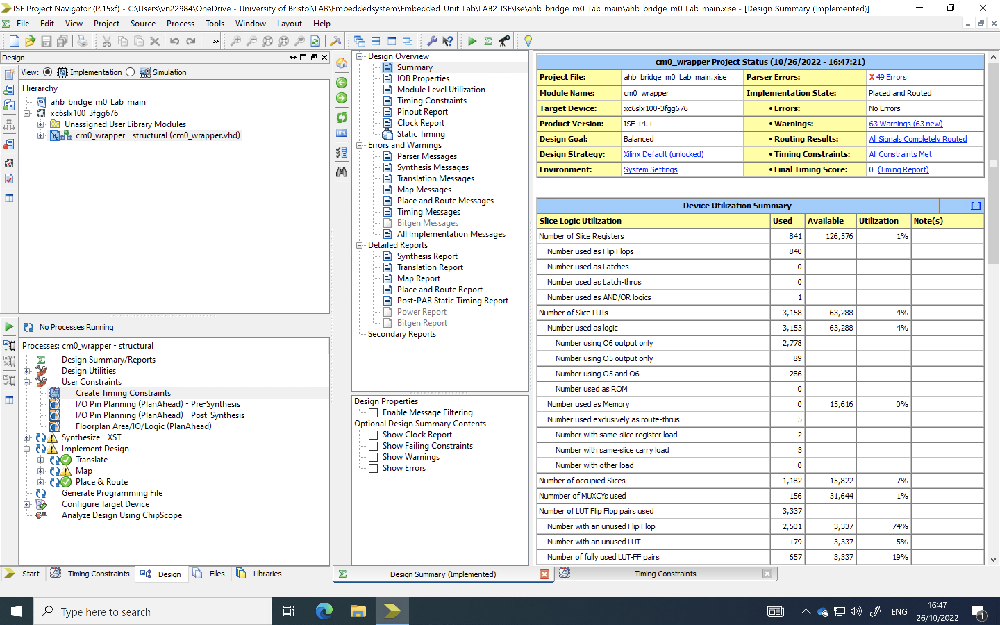 ISE Project Navigator (P.15xf) - C:\Users\vn22984\OneDrive - University of Bristol\LAB\Embeddedsystem\Embedded_Unit_Lab\LAB2_ISE\Ise\ahb_bridge_m0_Lab_main\ahb_bridge_m0_Lab_main.xise - [Design Summary (Implemented)]
File Edit View Project Source Process Tools Window Layout Help
Design
View: Implementation Simulation
Hierarchy
ahb_bridge_m0_Lab_main
xc6slx100-3fgg676
Unassigned User Library Modules
cm0_wrapper - structural (cm0_wrapper.vhd)
No Processes Running
Processes: cm0_wrapper - structural
Design Summary/Reports
Design Utilities
User Constraints
Create Timing Constraints
I/O Pin Planning (PlanAhead) - Pre-Synthesis
I/O Pin Planning (PlanAhead) - Post-Synthesis
Floorplan Area/IO/Logic (PlanAhead)
Synthesize - XST
Implement Design
Translate
Map
Place & Route
Generate Programming File
Configure Target Device
Analyze Design Using ChipScope
Start Timing Constraints Design Files Libraries
Design Overview
Summary
IOB Properties
Module Level Utilization
Timing Constraints
Pinout Report
Clock Report
Static Timing
Errors and Warnings
Parser Messages
Synthesis Messages
Translation Messages
Map Messages
Place and Route Messages
Timing Messages
Bitgen Messages
All Implementation Messages
Detailed Reports
Synthesis Report
Translation Report
Map Report
Place and Route Report
Post-PAR Static Timing Report
Power Report
Bitgen Report
Secondary Reports
Design Properties
Enable Message Filtering
Optional Design Summary Contents
Show Clock Report
Show Failing Constraints
Show Warnings
Show Errors
cm0_wrapper Project Status (10/26/2022 - 16:47:21)
Project File: ahb_bridge_m0_Lab_main.xise Parser Errors: X 49 Errors
Module Name: cm0_wrapper Implementation State: Placed and Routed
Target Device: xc6slx100-3fgg676 • Errors: No Errors
Product Version: ISE 14.1 • Warnings: 63 Warnings (63 new)
Design Goal: Balanced • Routing Results: All Signals Completely Routed
Design Strategy: Xilinx Default (unlocked) • Timing Constraints: All Constraints Met
Environment: System Settings • Final Timing Score: 0 (Timing Report)
Device Utilization Summary [-]
Slice Logic Utilization Used Available Utilization Note(s)
Number of Slice Registers 841 126,576 1%
Number used as Flip Flops 840
Number used as Latches 0
Number used as Latch-thrus 0
Number used as AND/OR logics 1
Number of Slice LUTs 3,158 63,288 4%
Number used as logic 3,153 63,288 4%
Number using O6 output only 2,778
Number using O5 output only 89
Number using O5 and O6 286
Number used as ROM 0
Number used as Memory 0 15,616 0%
Number used exclusively as route-thrus 5
Number with same-slice register load 2
Number with same-slice carry load 3
Number with other load 0
Number of occupied Slices 1,182 15,822 7%
Nummber of MUXCYs used 156 31,644 1%
Number of LUT Flip Flop pairs used 3,337
Number with an unused Flip Flop 2,501 3,337 74%
Number with an unused LUT 179 3,337 5%
Number of fully used LUT-FF pairs 657 3,337 19%
Design Summary (Implemented) Timing Constraints
Type here to search
ENG
16:47
26/10/2022
1